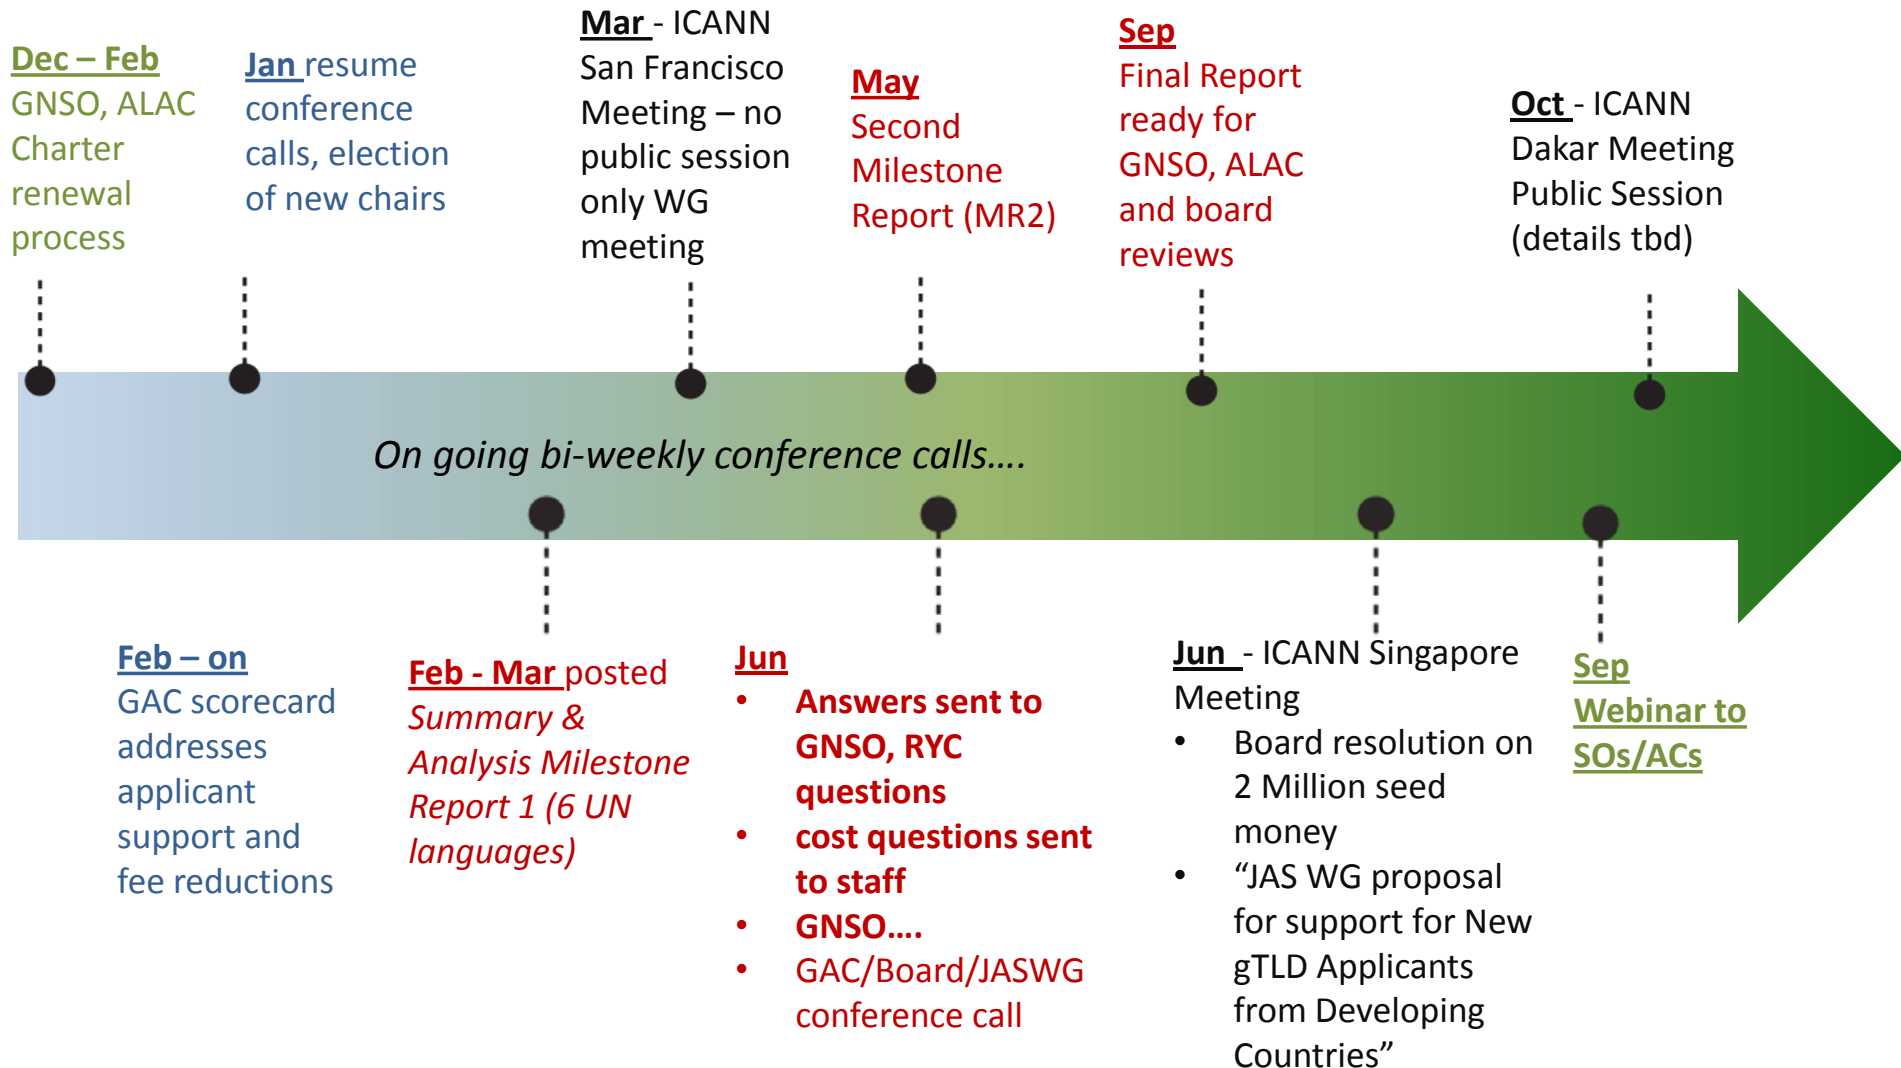 Dec – Feb
GNSO, ALAC
Charter
renewal
process
Jan resume
conference
calls, election
of new chairs
Mar - ICANN
San Francisco
Meeting – no
public session
only WG
meeting
May
Second
Milestone
Report (MR2)
Sep
Final Report
ready for
GNSO, ALAC
and board
reviews
Oct - ICANN
Dakar Meeting
Public Session
(details tbd)
On going bi-weekly conference calls....
Feb – on
GAC scorecard
addresses
applicant
support and
fee reductions
Feb - Mar posted
Summary &
Analysis Milestone
Report 1 (6 UN
languages)
Jun
• Answers sent to
GNSO, RYC
questions
• cost questions sent
to staff
• GNSO....
• GAC/Board/JASWG
conference call
Jun - ICANN Singapore
Meeting
• Board resolution on
2 Million seed
money
• “JAS WG proposal
for support for New
gTLD Applicants
from Developing
Countries”
Sep
Webinar to
SOs/ACs